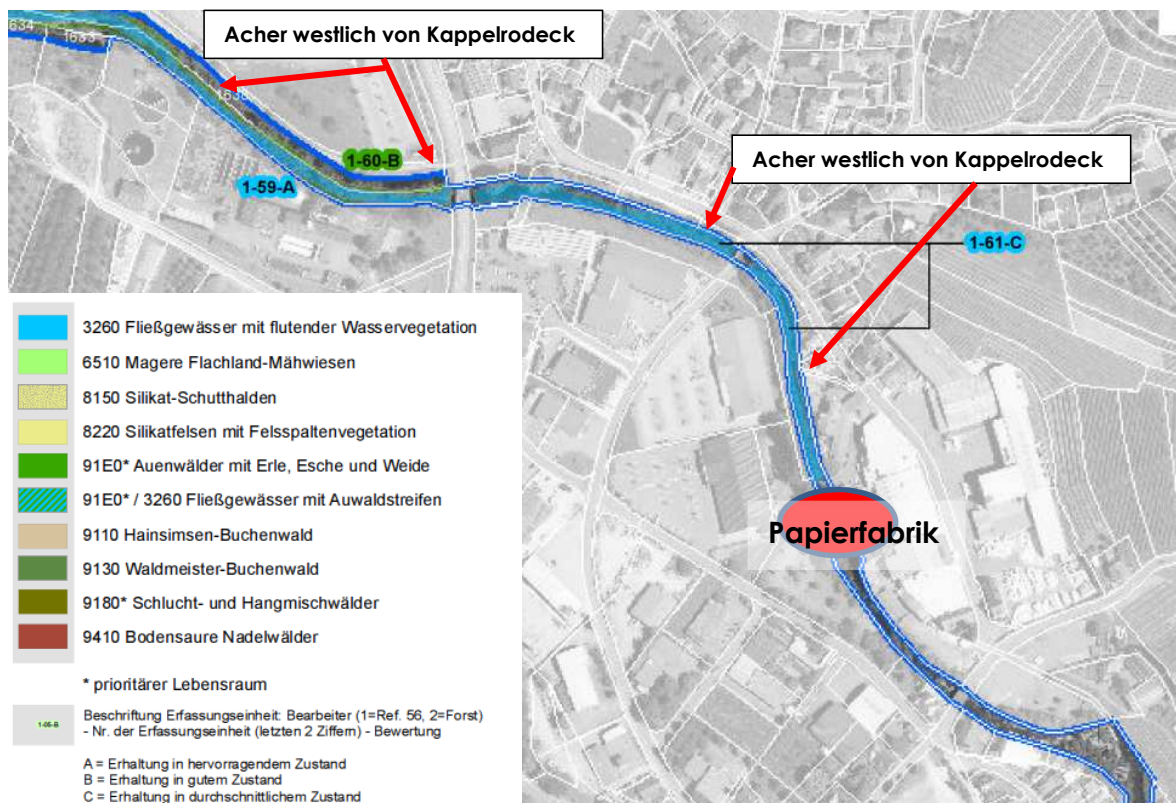 1634
1633
Acher westlich von Kappelrodeck
1-60-B
1-59-A
Acher westlich von Kappelrodeck
1-61-C
Papierfabrik
3260 Fließgewässer mit flutender Wasservegetation
6510 Magere Flachland-Mähwiesen
8150 Silikat-Schutthalden
8220 Silikatfelsen mit Felsspaltenvegetation
91E0* Auenwälder mit Erle, Esche und Weide
91E0* / 3260 Fließgewässer mit Auwaldstreifen
9110 Hainsimsen-Buchenwald
9130 Waldmeister-Buchenwald
9180* Schlucht- und Hangmischwälder
9410 Bodensaure Nadelwälder
* prioritärer Lebensraum
Beschriftung Erfassungseinheit: Bearbeiter (1=Ref. 56, 2=Forst)
- Nr. der Erfassungseinheit (letzten 2 Ziffern) - Bewertung
A = Erhaltung in hervorragendem Zustand
B = Erhaltung in gutem Zustand
C = Erhaltung in durchschnittlichem Zustand